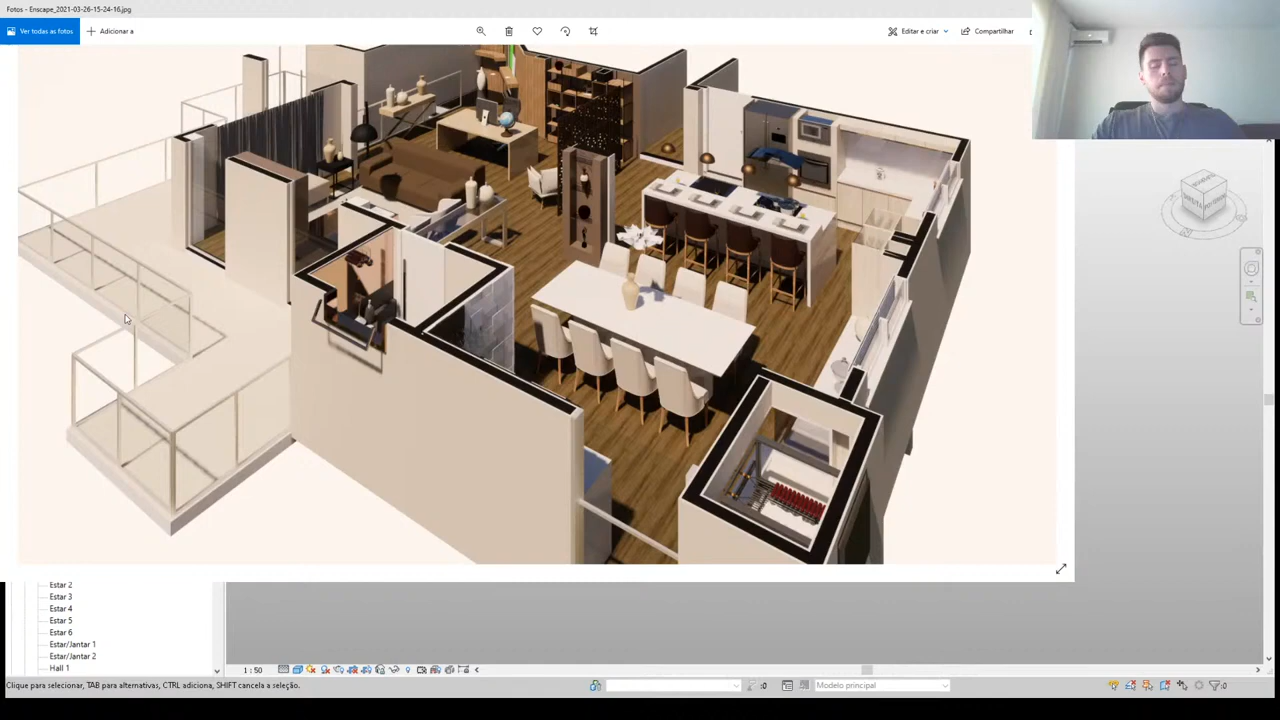 Fotos - Enscape_2021-03-26-15-24-16.jpg
Ver todas as fotos
Adicionar a
Editar e criar
Compartilhar
Estar 2
Estar 3
Estar 4
Estar 5
Estar 6
Estar/Jantar 1
Estar/Jantar 2
Hall 1
1 : 50
Clique para selecionar, TAB para alternativas, CTRL adiciona, SHIFT cancela a seleção.
:0
Modelo principal
:0